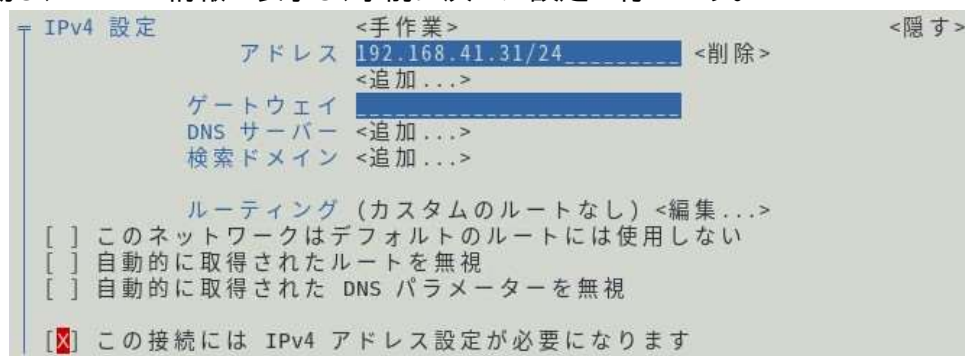 ═ IPv4 設定 <手作業> <隠す>
アドレス 192.168.41.31/24_________ <削除>
<追加...>
ゲートウェイ _________________________
DNS サーバー <追加...>
検索ドメイン <追加...>
ルーティング (カスタムのルートなし) <編集...>
[ ] このネットワークはデフォルトのルートには使用しない
[ ] 自動的に取得されたルートを無視
[ ] 自動的に取得された DNS パラメーターを無視
[X] この接続には IPv4 アドレス設定が必要になります